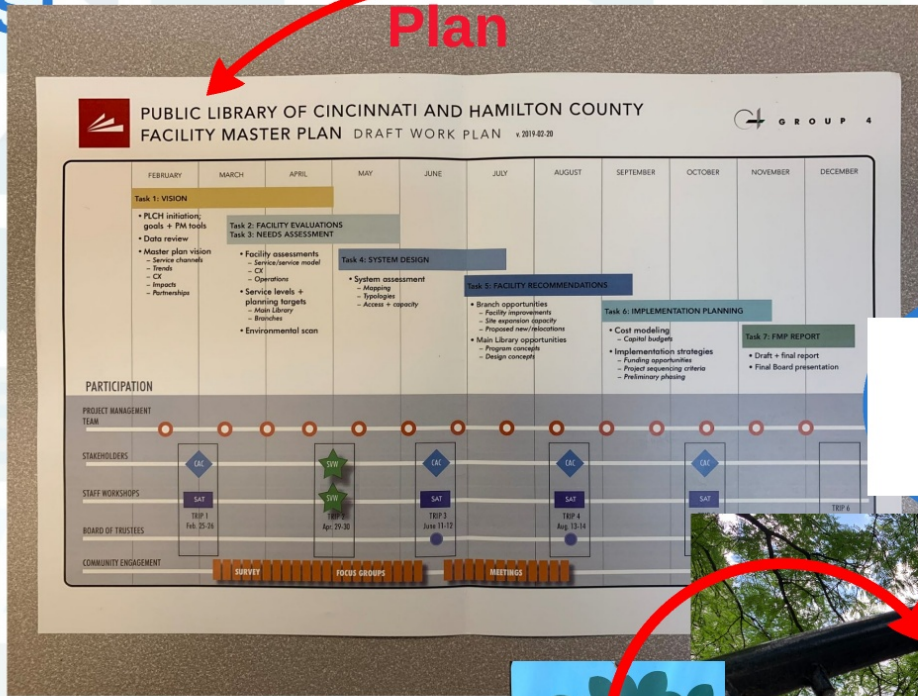 Plan
PUBLIC LIBRARY OF CINCINNATI AND HAMILTON COUNTY
FACILITY MASTER PLAN DRAFT WORK PLAN v. 2019-02-20
GROUP 4
FEBRUARY MARCH APRIL MAY JUNE JULY AUGUST SEPTEMBER OCTOBER NOVEMBER DECEMBER
Task 1: VISION
• PLCH initiation;
goals + PM tools
• Data review
• Master plan vision
– Service channels
– Trends
– CX
– Impacts
– Partnerships
Task 2: FACILITY EVALUATIONS
Task 3: NEEDS ASSESSMENT
• Facility assessments
– Service/service model
– CX
– Operations
• Service levels +
planning targets
– Main Library
– Branches
• Environmental scan
Task 4: SYSTEM DESIGN
• System assessment
– Mapping
– Typologies
– Access + capacity
Task 5: FACILITY RECOMMENDATIONS
• Branch opportunities
– Facility improvements
– Site expansion capacity
– Proposed new/relocations
• Main Library opportunities
– Program concepts
– Design concepts
Task 6: IMPLEMENTATION PLANNING
• Cost modeling
– Capital budgets
• Implementation strategies
– Funding opportunities
– Project sequencing criteria
– Preliminary phasing
Task 7: FMP REPORT
• Draft + final report
• Final Board presentation
PARTICIPATION
PROJECT MANAGEMENT
TEAM
STAKEHOLDERS
CAC SVW CAC CAC CAC
STAFF WORKSHOPS
SAT SVW SAT SAT SAT
TRIP 1
Feb. 25-26
Apr. 29-30
TRIP 3
June 11-12
TRIP 4
Aug. 13-14
TRIP 6
BOARD OF TRUSTEES
COMMUNITY ENGAGEMENT
SURVEY FOCUS GROUPS MEETINGS